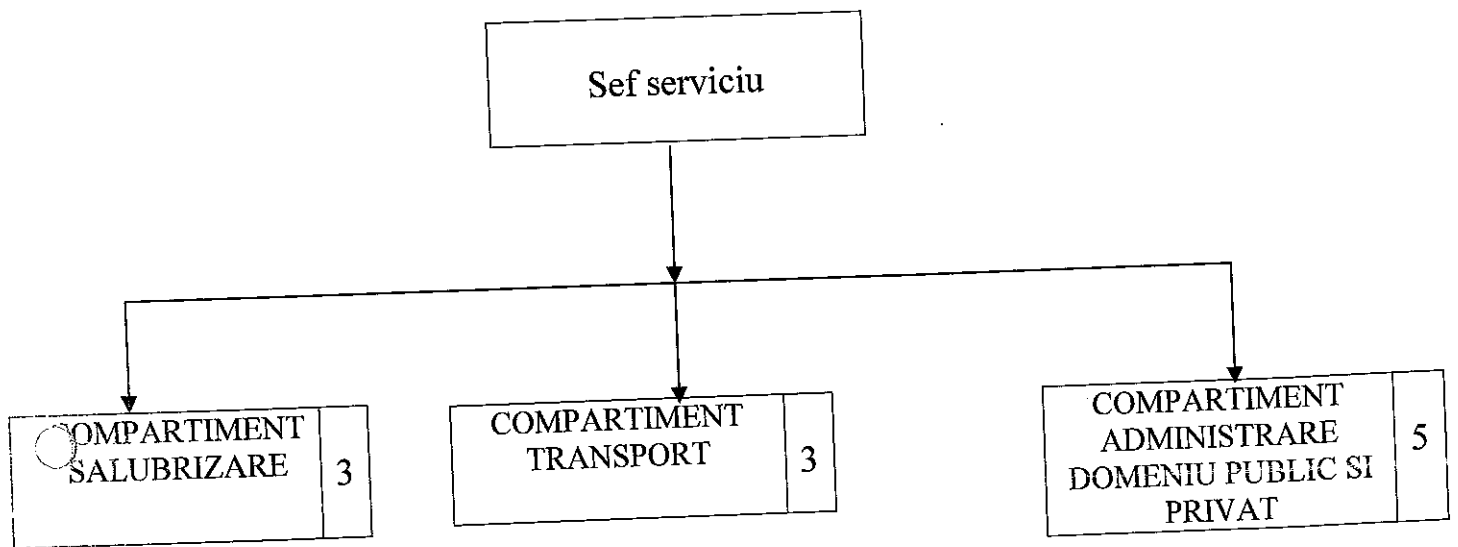 Sef serviciu
COMPARTIMENT
SALUBRIZARE
3
COMPARTIMENT
TRANSPORT
3
COMPARTIMENT
ADMINISTRARE
DOMENIU PUBLIC SI
PRIVAT
5